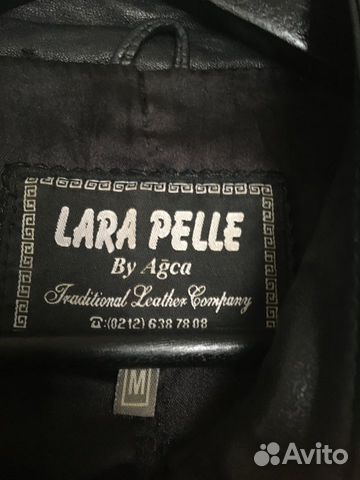 LARA PELLE
By Ağca
Traditional Leather Company
☎:(0212) 638 78 08
M
Avito